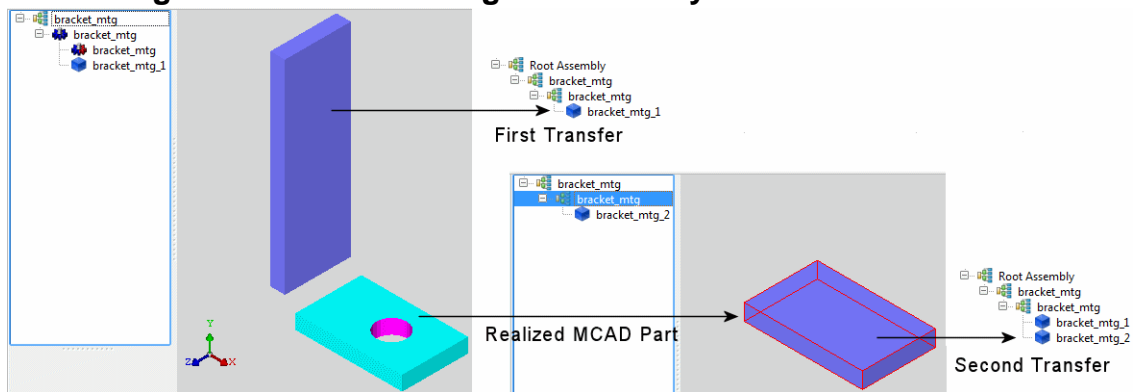 bracket_mtg
bracket_mtg
bracket_mtg
bracket_mtg_1
Root Assembly
bracket_mtg
bracket_mtg
bracket_mtg_1
First Transfer
bracket_mtg
bracket_mtg
bracket_mtg_2
Realized MCAD Part
Root Assembly
bracket_mtg
bracket_mtg
bracket_mtg_1
bracket_mtg_2
Second Transfer
Y
Z
X